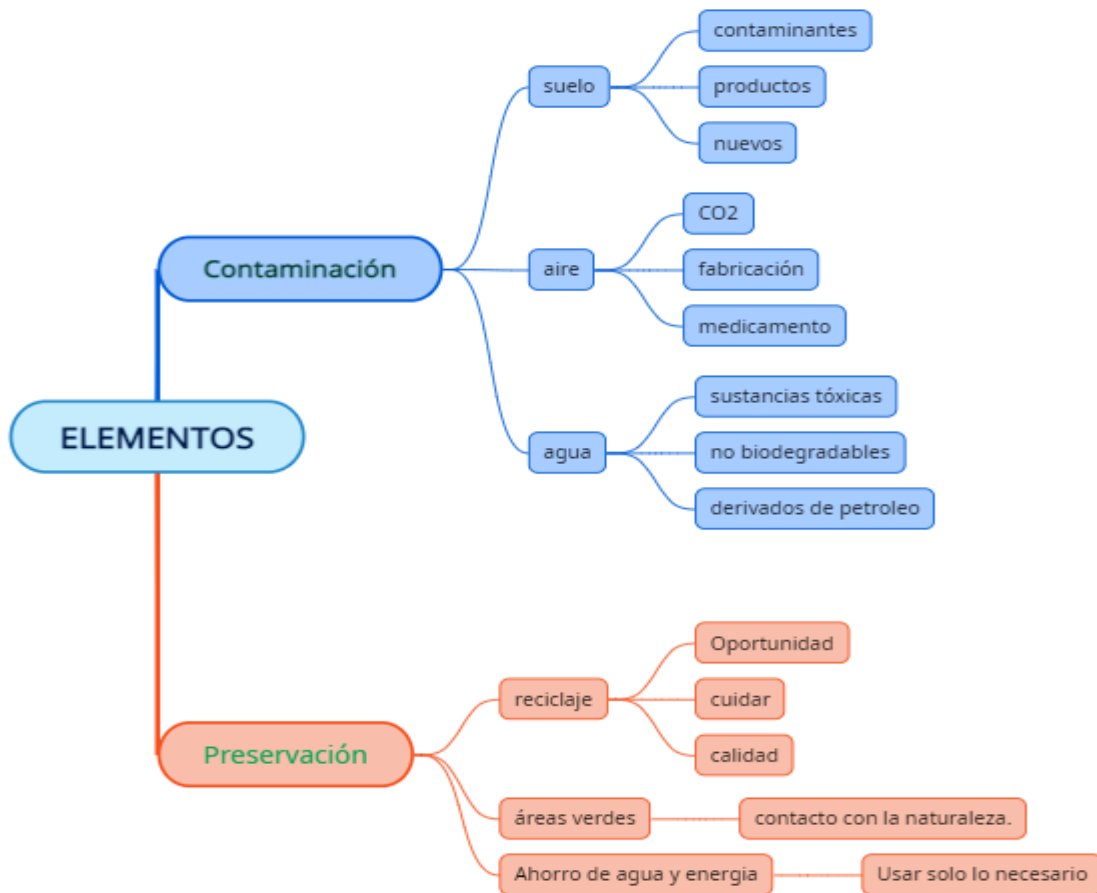 ELEMENTOS
Contaminación
suelo
contaminantes
productos
nuevos
aire
CO2
fabricación
medicamento
agua
sustancias tóxicas
no biodegradables
derivados de petroleo
Preservación
reciclaje
Oportunidad
cuidar
calidad
áreas verdes
contacto con la naturaleza.
Ahorro de agua y energia
Usar solo lo necesario